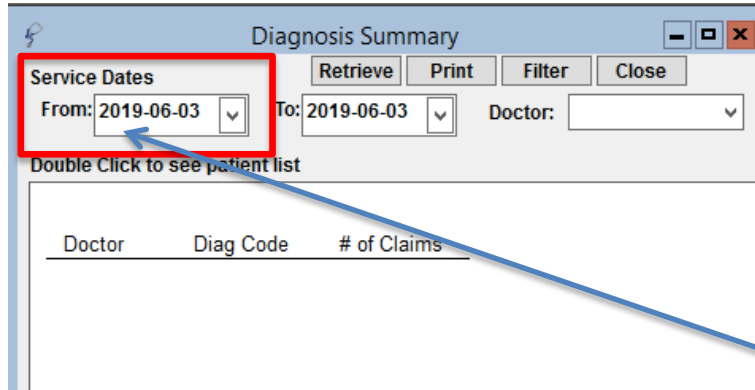 Diagnosis Summary
Service Dates
Retrieve Print Filter Close
From: 2019-06-03 To: 2019-06-03 Doctor:
Double Click to see patient list
Doctor Diag Code # of Claims